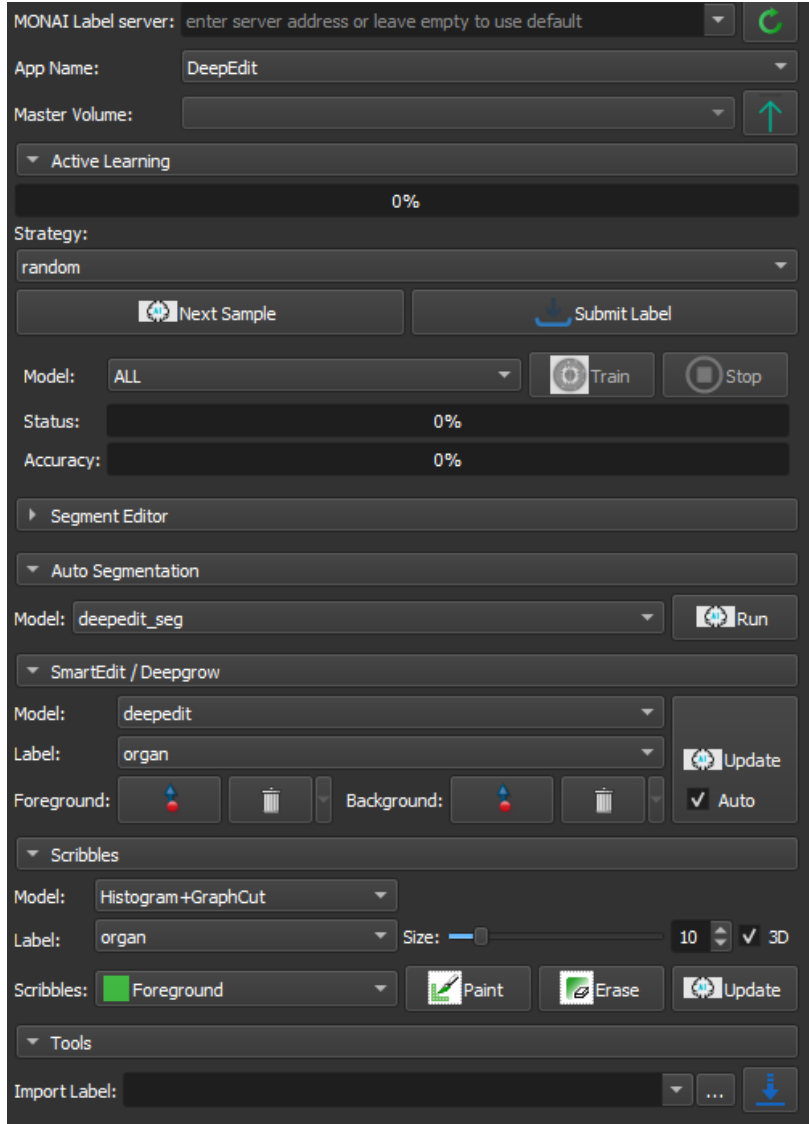 MONAI Label server: enter server address or leave empty to use default
App Name: DeepEdit
Master Volume:
Active Learning
0%
Strategy:
random
Next Sample Submit Label
Model: ALL Train Stop
Status: 0%
Accuracy: 0%
Segment Editor
Auto Segmentation
Model: deepedit_seg AI Run
SmartEdit / Deepgrow
Model: deepedit
Label: organ AI Update
Foreground: Background: Auto
Scribbles
Model: Histogram+GraphCut
Label: organ Size: 10 3D
Scribbles: Foreground Paint Erase AI Update
Tools
Import Label: ...